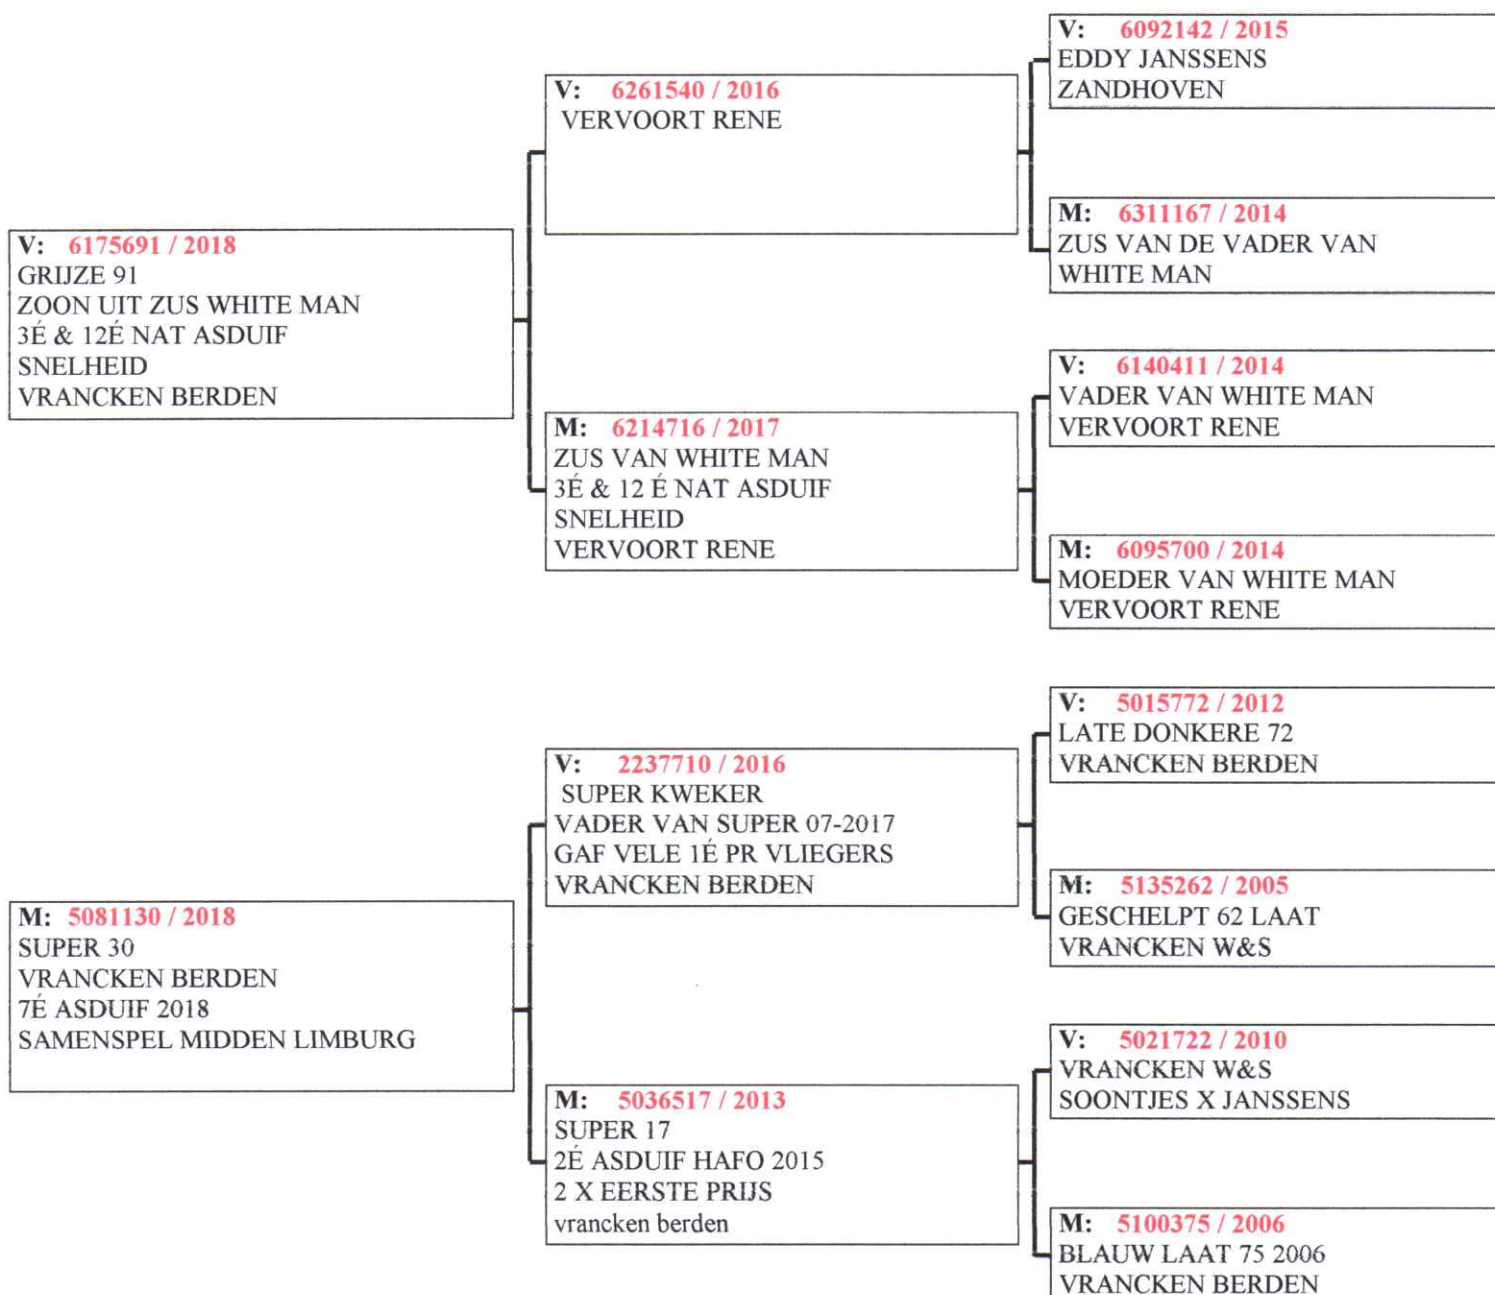 V: 6175691 / 2018
GRIJZE 91
ZOON UIT ZUS WHITE MAN
3É & 12É NAT ASDUIF
SNELHEID
VRANCKEN BERDEN
M: 5081130 / 2018
SUPER 30
VRANCKEN BERDEN
7É ASDUIF 2018
SAMENSPEL MIDDEN LIMBURG
V: 6261540 / 2016
VERVOORT RENE
M: 6214716 / 2017
ZUS VAN WHITE MAN
3É & 12 É NAT ASDUIF
SNELHEID
VERVOORT RENE
V: 2237710 / 2016
SUPER KWEKER
VADER VAN SUPER 07-2017
GAF VELE 1É PR VLIEGERS
VRANCKEN BERDEN
M: 5036517 / 2013
SUPER 17
2É ASDUIF HAFO 2015
2 X EERSTE PRIJS
vrancken berden
V: 6092142 / 2015
EDDY JANSSENS
ZANDHOVEN
M: 6311167 / 2014
ZUS VAN DE VADER VAN
WHITE MAN
V: 6140411 / 2014
VADER VAN WHITE MAN
VERVOORT RENE
M: 6095700 / 2014
MOEDER VAN WHITE MAN
VERVOORT RENE
V: 5015772 / 2012
LATE DONKERE 72
VRANCKEN BERDEN
M: 5135262 / 2005
GESCHELPT 62 LAAT
VRANCKEN W&S
V: 5021722 / 2010
VRANCKEN W&S
SOONTJES X JANSSENS
M: 5100375 / 2006
BLAUW LAAT 75 2006
VRANCKEN BERDEN